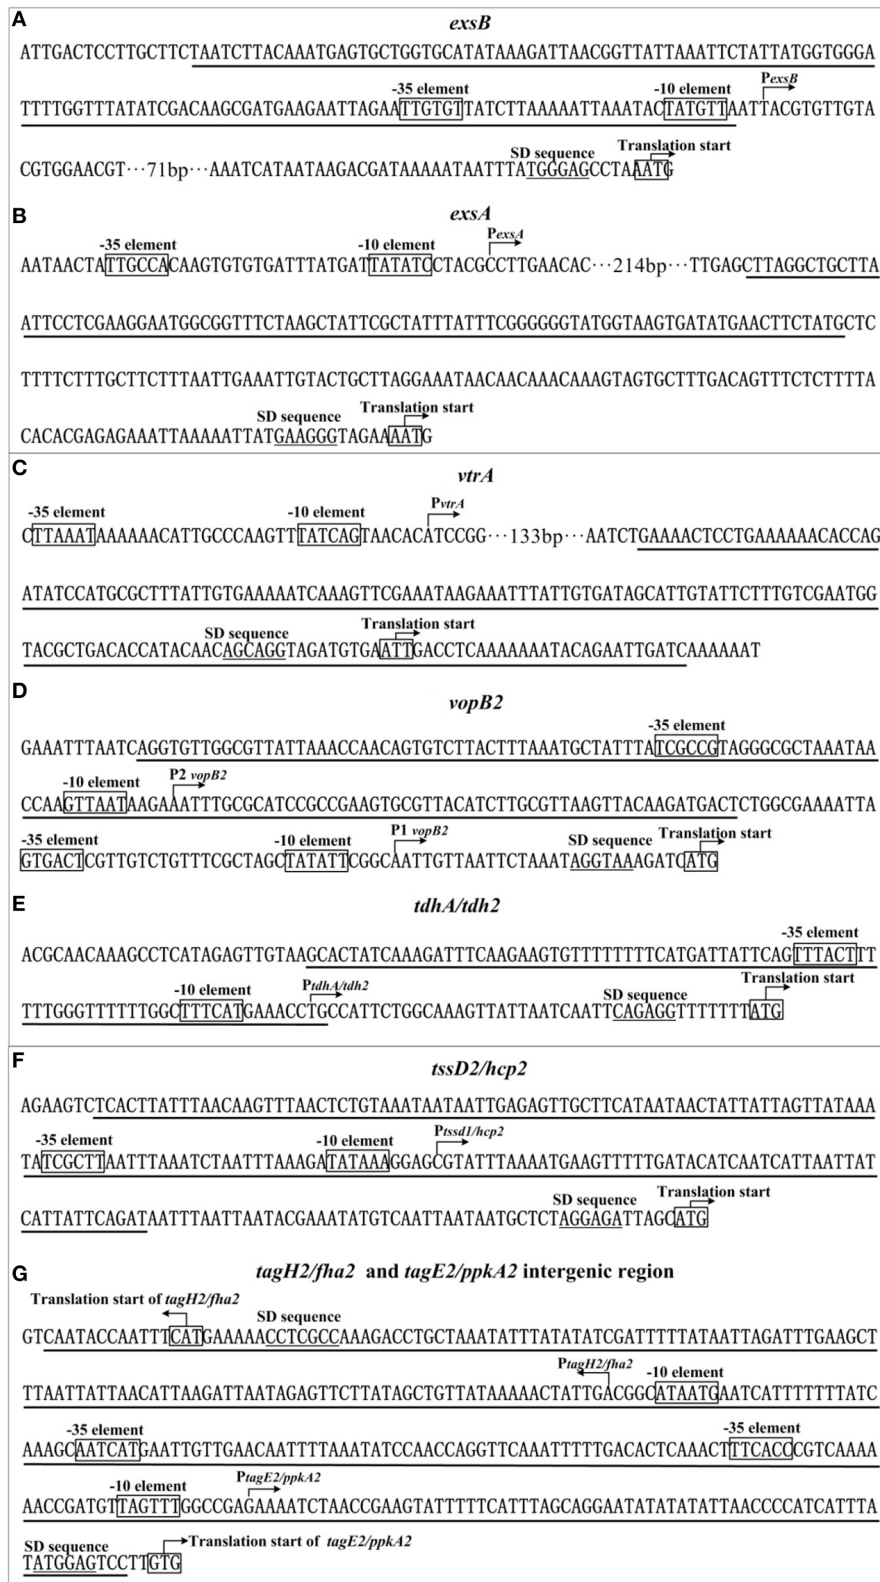 A
exsB
ATTGACTCCTTGCTTCTAATCTTACAAATGAGTGCTGGTGCATATAAAGATTAACGGTTATTAAATTCTATTATGGTGGGA
-35 element -10 element PexsB
TTTTGGTTTATATCGACAAGCGATGAAGAATTAGAATTGTGTTATCTTAAAAATTAAATACTATGTTAATTACGTGTTGTA
SD sequence Translation start
CGTGGAACGT···71bp···AAATCATAATAAGACGATAAAAATAATTTATGGGAGCCTAAAATG
B
exsA
-35 element -10 element PexsA
AATAACTATTGCCACAAGTGTGTGATTTATGATTATATCCTACGCCTTGAACAC···214bp···TTGAGCTTAGGCTGCTTA
ATTCCTCGAAGGAATGGCGGTTTCTAAGCTATTCGCTATTTATTTCGGGGGGTATGGTAAGTGATATGAACTTCTATGCTC
TTTTCTTTGCTTCTTTAATTGAAATTGTACTGCTTAGGAAATAACAACAAACAAAGTAGTGCTTTGACAGTTTCTCTTTTA
SD sequence Translation start
CACACGAGAGAAATTAAAAATTATGAAGGGTAGAAAATG
C
vtrA
-35 element -10 element PvtrA
CTTAAATAAAAAACATTGCCCAAGTTTATCAGTAACACATCCGG···133bp···AATCTGAAAACTCCTGAAAAAACACCAG
ATATCCATGCGCTTTATTGTGAAAAATCAAAGTTCGAAATAAGAAATTTATTGTGATAGCATTGTATTCTTTGTCGAATGG
SD sequence Translation start
TACGCTGACACCATACAACAGCAGGTAGATGTGAATTGACCTCAAAAAAATACAGAATTGATCAAAAAAT
D
vopB2
-35 element
GAAATTTAATCAGGTGTTGGCGTTATTAAACCAACAGTGTCTTACTTTAAATGCTATTTATCGCCGTAGGGCGCTAAATAA
-10 element P2 vopB2
CCAAGTTAATAAGAAATTTGCGCATCCGCCGAAGTGCGTTACATCTTGCGTTAAGTTACAAGATGACTCTGGCGAAAATTA
-35 element -10 element P1 vopB2 SD sequence Translation start
GTGACTCGTTGTCTGTTTCGCTAGCTATATTCGGCAATTGTTAATTCTAAATAGGTAAAGATCATG
E
tdhA/tdh2
-35 element
ACGCAACAAAGCCTCATAGAGTTGTAAGCACTATCAAAGATTTCAAGAAGTGTTTTTTTTCATGATTATTCAGTTTACTTT
-10 element PtdhA/tdh2 SD sequence Translation start
TTTGGGTTTTTTGGCTTTCATGAAACCTGCCATTCTGGCAAAGTTATTAATCAATTCAGAGGTTTTTTTATG
F
tssD2/hcp2
AGAAGTCTCACTTATTTAACAAGTTTAACTCTGTAAATAATAATTGAGAGTTGCTTCATAATAACTATTATTAGTTATAAA
-35 element -10 element Ptssd1/hcp2
TATCGCTTAATTTAAATCTAATTTAAAGATATAAAGGAGCGTATTTAAAATGAAGTTTTTGATACATCAATCATTAATTAT
SD sequence Translation start
CATTATTCAGATAATTTAATTAATACGAAATATGTCAATTAATAATGCTCTAGGAGATTAGCATG
G
tagH2/fha2 and tagE2/ppkA2 intergenic region
Translation start of tagH2/fha2 SD sequence
GTCAATACCAATTTCATGAAAAACCTCGCCAAAGACCTGCTAAATATTTATATATCGATTTTTATAATTAGATTTGAAGCT
PtagH2/fha2 -10 element
TTAATTATTAACATTAAGATTAATAGAGTTCTTATAGCTGTTATAAAAACTATTGACGGCATAATGAATCATTTTTTTATC
-35 element -35 element
AAAGCAATCATGAATTGTTGAACAATTTTAAATATCCAACCAGGTTCAAATTTTTGACACTCAAACTTTCACCCGTCAAAA
-10 element PtagE2/ppkA2
AACCGATGTTAGTTTGGCCGAGAAAATCTAACCGAAGTATTTTTCATTTAGCAGGAATATATATATTAACCCCATCATTTA
SD sequence Translation start of tagE2/ppkA2
TATGGAGTCCTTGTG